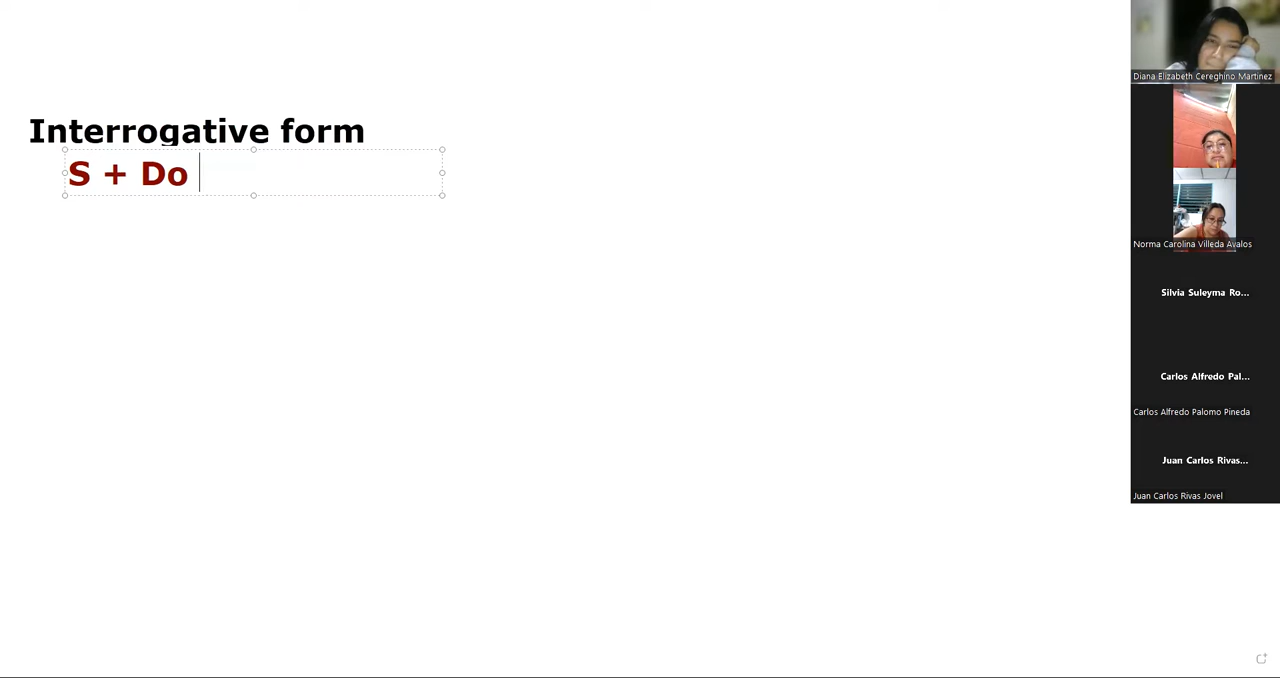 Interrogative form
S + Do
Diana Elizabeth Cereghino Martinez
Norma Carolina Villeda Avalos
Silvia Suleyma Ro...
Carlos Alfredo Pal...
Carlos Alfredo Palomo Pineda
Juan Carlos Rivas...
Juan Carlos Rivas Jovel